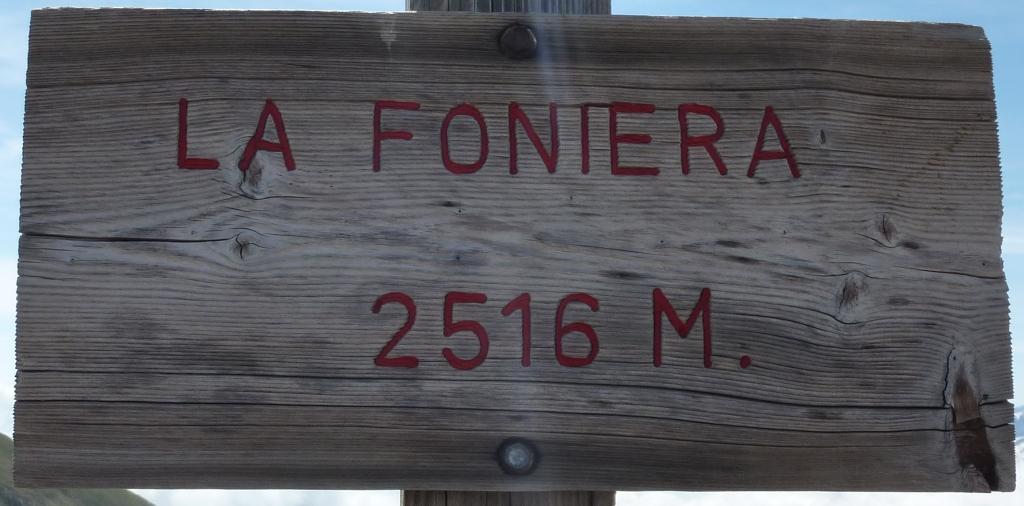 LA FONIERA
2516 M.